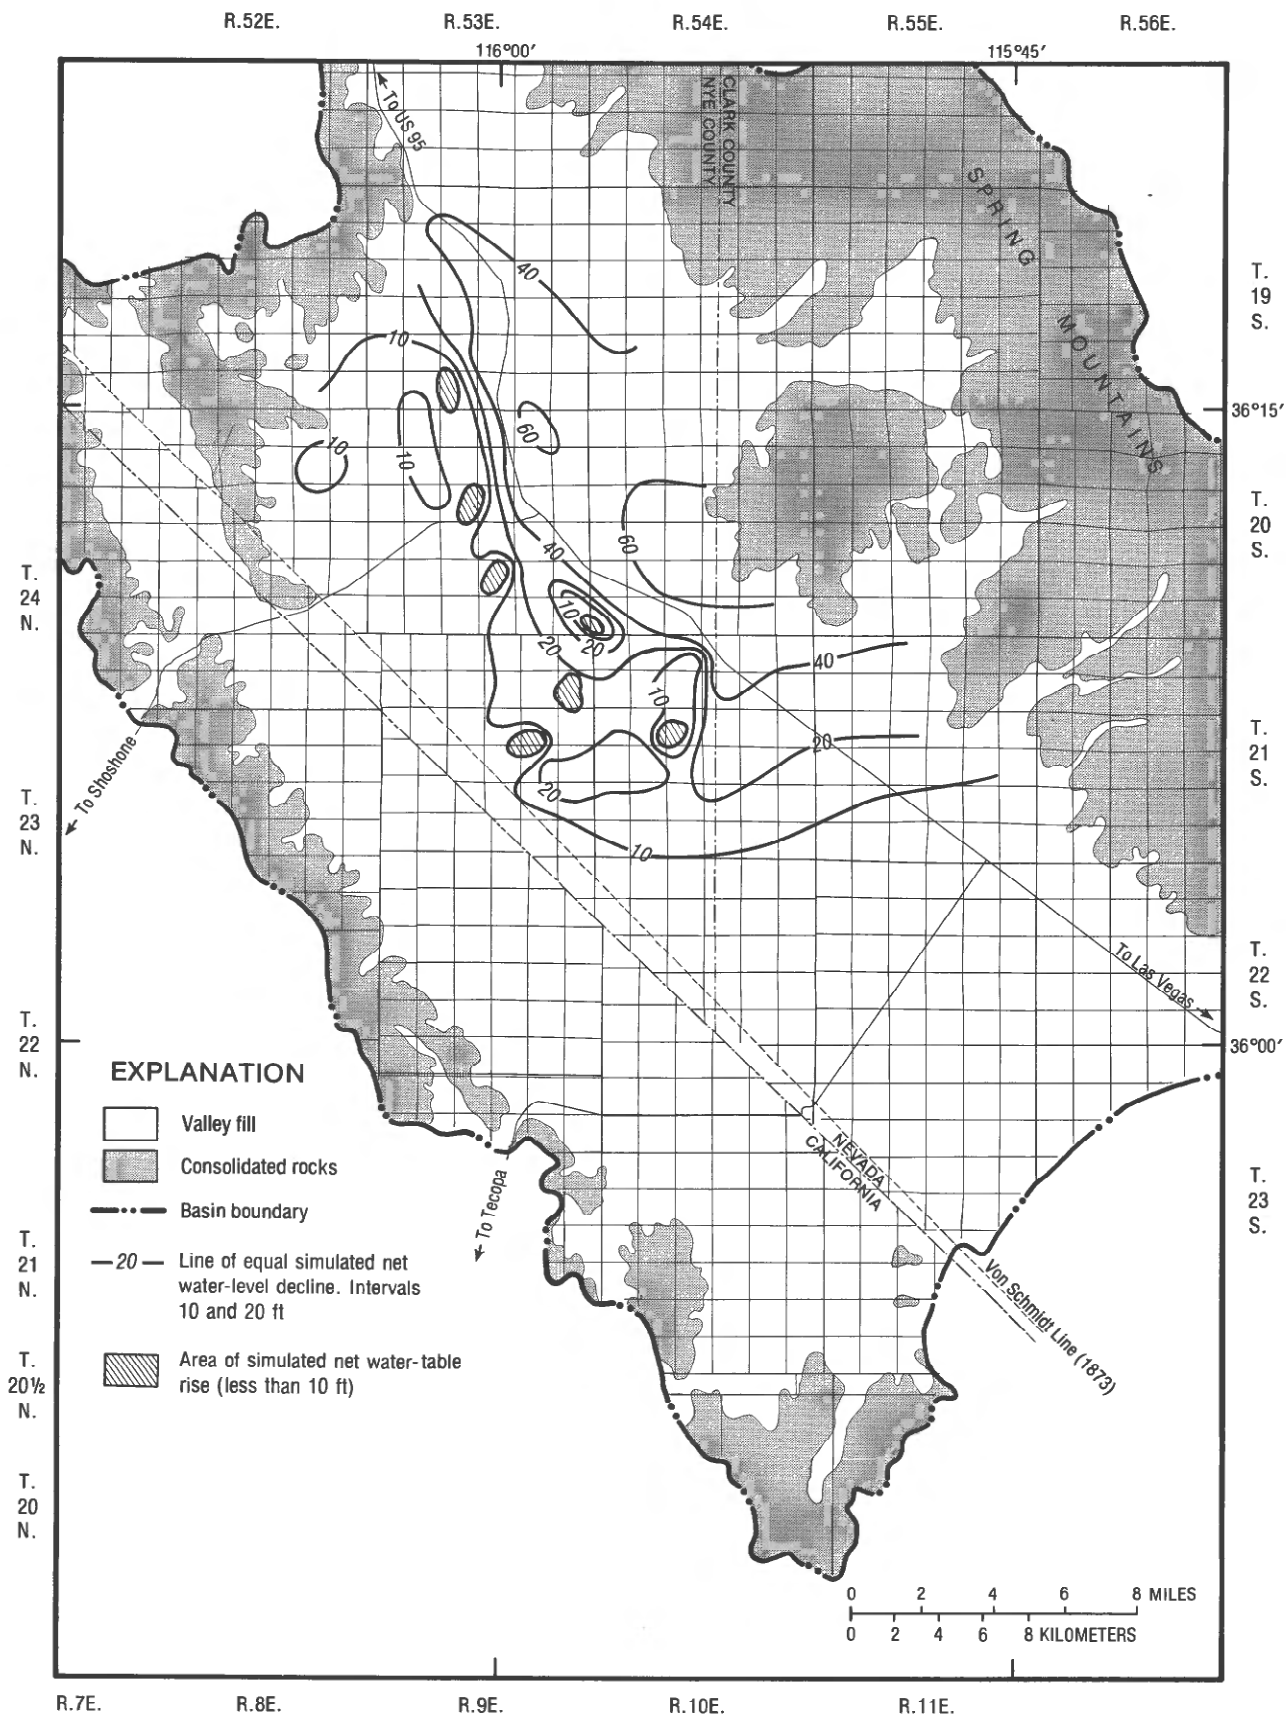 R.52E. R.53E. R.54E. R.55E. R.56E.
116°00′ 115°45′
To US 95
CLARK COUNTY
NYE COUNTY
SPRING
MOUNTAINS
T.
19
S.
40
10
36°15′
60
10
10
T.
20
S.
40
60
T.
24
N.
10
20
20
40
10
20
T.
21
S.
To Shoshone
20
T.
23
N.
10
To Las Vegas
T.
22
S.
T.
22
N.
36°00′
EXPLANATION
Valley fill
Consolidated rocks
Basin boundary
20
Line of equal simulated net
water-level decline. Intervals
10 and 20 ft
Area of simulated net water-table
rise (less than 10 ft)
NEVADA
CALIFORNIA
To Tecopa
T.
23
S.
T.
21
N.
Von Schmidt Line (1873)
T.
20½
N.
T.
20
N.
0 2 4 6 8 MILES
0 2 4 6 8 KILOMETERS
R.7E. R.8E. R.9E. R.10E. R.11E.